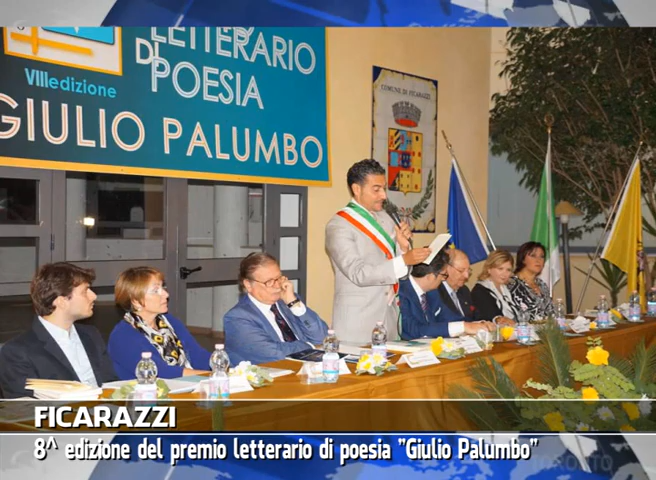 LETTERARIO
DI
POESIA
VIIIedizione
GIULIO PALUMBO
COMUNE DI FICARAZZI
FICARAZZI
8^ edizione del premio letterario di poesia "Giulio Palumbo"